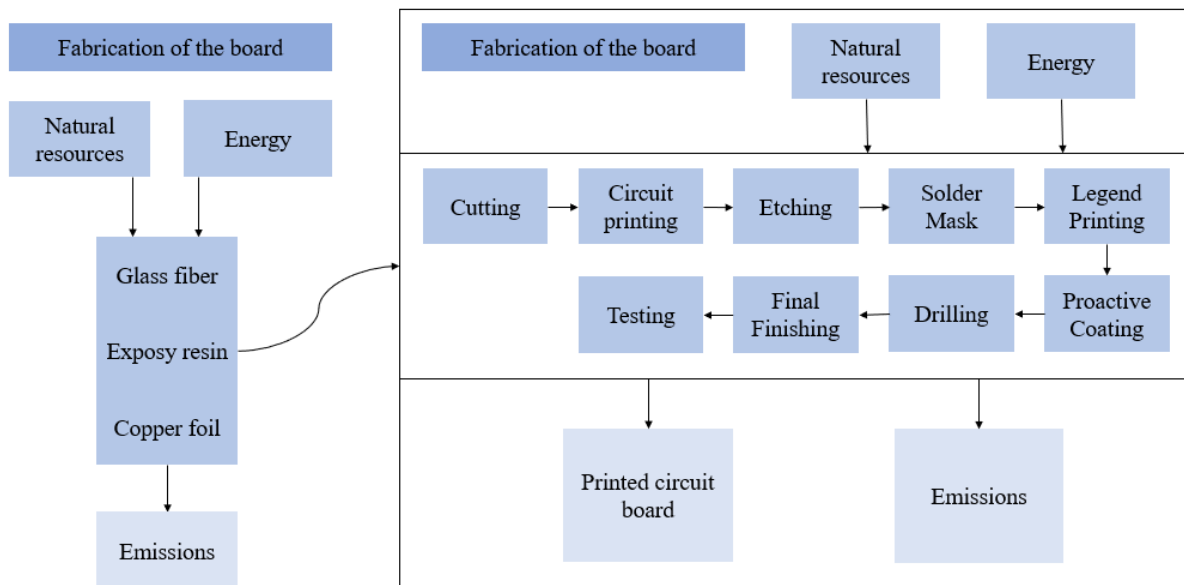 Fabrication of the board
Natural
resources
Energy
Glass fiber
Exposy resin
Copper foil
Emissions
Fabrication of the board
Natural
resources
Energy
Cutting
Circuit
printing
Etching
Solder
Mask
Legend
Printing
Proactive
Coating
Drilling
Final
Finishing
Testing
Printed circuit
board
Emissions